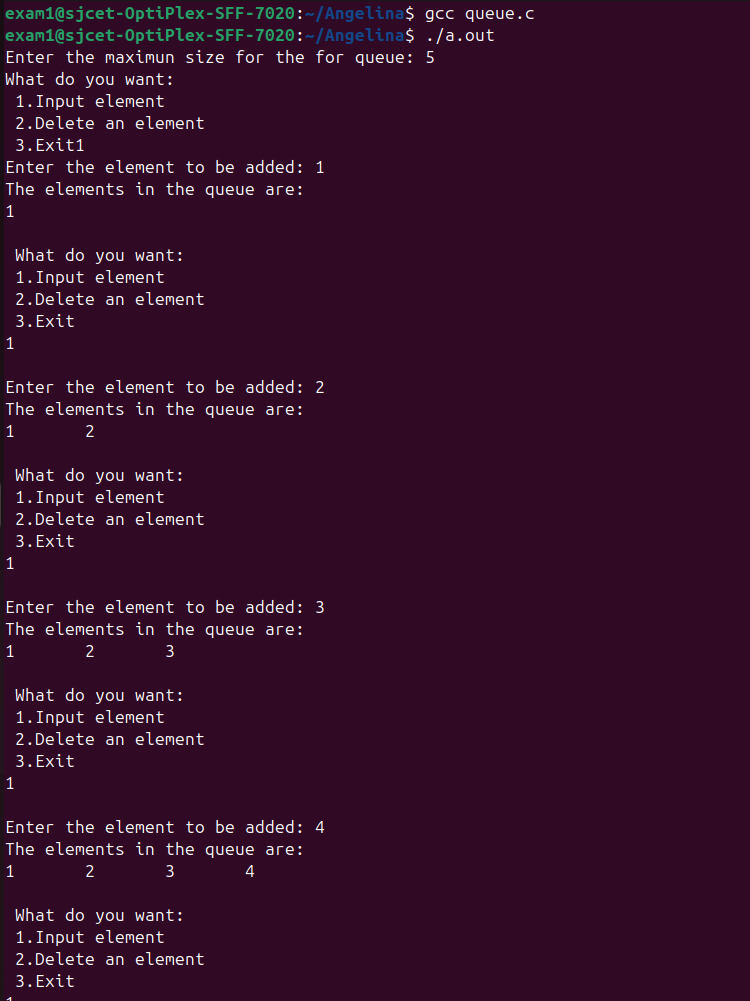 exam1@sjcet-OptiPlex-SFF-7020:~/Angelina$ gcc queue.c
exam1@sjcet-OptiPlex-SFF-7020:~/Angelina$ ./a.out
Enter the maximun size for the for queue: 5
What do you want:
 1.Input element
 2.Delete an element
 3.Exit1
Enter the element to be added: 1
The elements in the queue are:
1

 What do you want:
 1.Input element
 2.Delete an element
 3.Exit
1

Enter the element to be added: 2
The elements in the queue are:
1       2

 What do you want:
 1.Input element
 2.Delete an element
 3.Exit
1

Enter the element to be added: 3
The elements in the queue are:
1       2       3

 What do you want:
 1.Input element
 2.Delete an element
 3.Exit
1

Enter the element to be added: 4
The elements in the queue are:
1       2       3       4

 What do you want:
 1.Input element
 2.Delete an element
 3.Exit